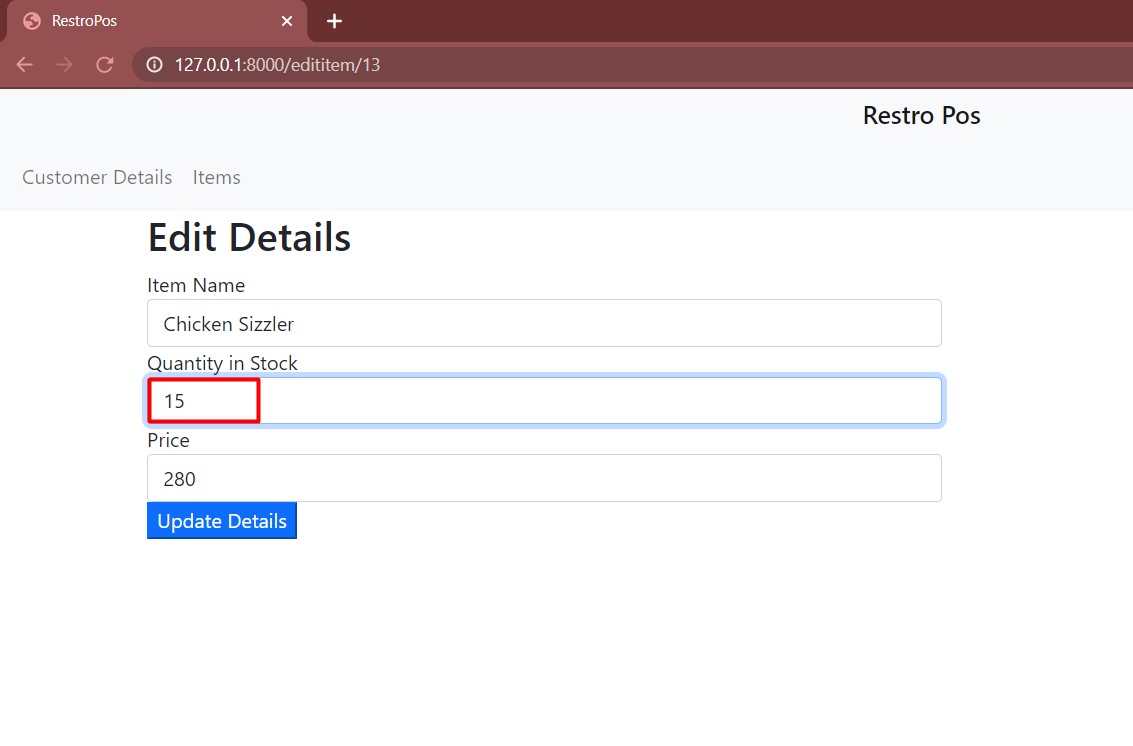 RestroPos
127.0.0.1:8000/edititem/13
Restro Pos
Customer Details Items
Edit Details
Item Name
Chicken Sizzler
Quantity in Stock
15
Price
280
Update Details